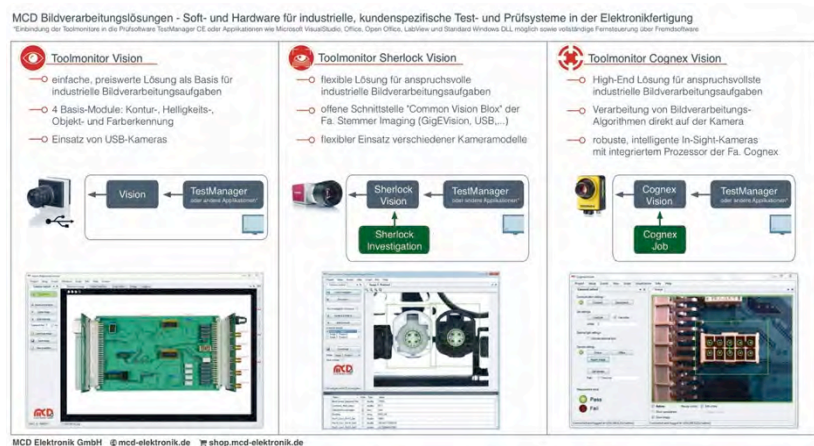 MCD Bildverarbeitungslösungen - Soft- und Hardware für industrielle, kundenspezifische Test- und Prüfsysteme in der Elektronikfertigung
*Einbindung der Toolmonitore in die Prüfsoftware TestManager CE oder Applikationen wie Microsoft VisualStudio, Office, Open Office, LabView und Standard Windows DLL möglich sowie vollständige Fernsteuerung über Fremdsoftware
Toolmonitor Vision
einfache, preiswerte Lösung als Basis für
industrielle Bildverarbeitungsaufgaben
4 Basis-Module: Kontur-, Helligkeits-,
Objekt- und Farberkennung
Einsatz von USB-Kameras
Vision
TestManager
oder andere Applikationen*
Toolmonitor Sherlock Vision
flexible Lösung für anspruchsvolle
industrielle Bildverarbeitungsaufgaben
offene Schnittstelle "Common Vision Blox" der
Fa. Stemmer Imaging (GigEVision, USB,...)
flexibler Einsatz verschiedener Kameramodelle
Sherlock
Vision
TestManager
oder andere Applikationen*
Sherlock
Investigation
Toolmonitor Cognex Vision
High-End Lösung für anspruchsvollste
industrielle Bildverarbeitungsaufgaben
Verarbeitung von Bildverarbeitungs-
Algorithmen direkt auf der Kamera
robuste, intelligente In-Sight-Kameras
mit integriertem Prozessor der Fa. Cognex
Cognex
Vision
TestManager
oder andere Applikationen*
Cognex
Job
MCD
MCD
Pass
Fail
MCD Elektronik GmbH mcd-elektronik.de shop.mcd-elektronik.de